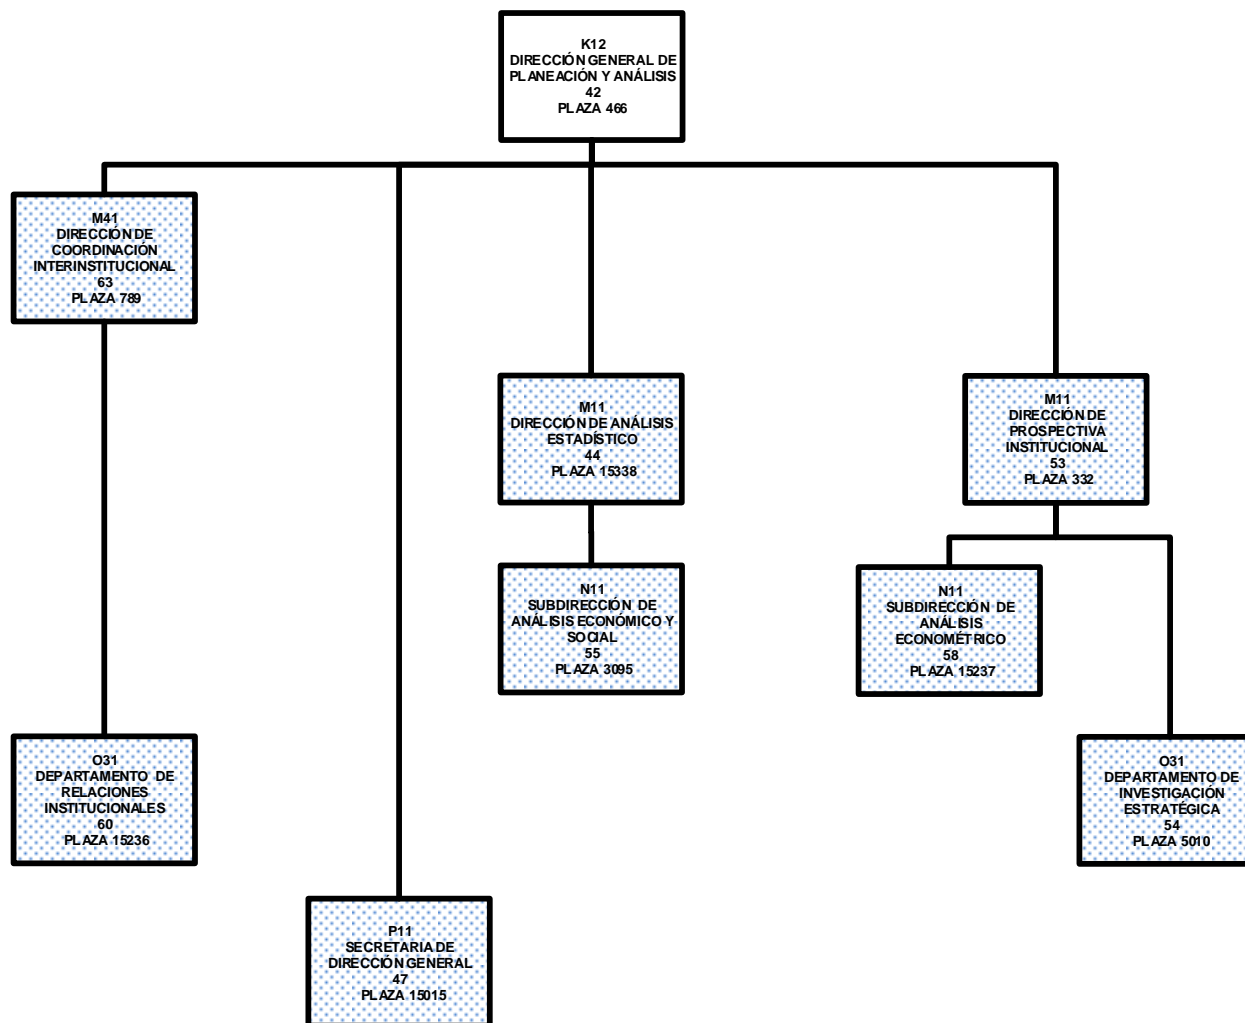 K12
DIRECCIÓN GENERAL DE
PLANEACIÓN Y ANÁLISIS
42
PLAZA 466
M41
DIRECCIÓN DE
COORDINACIÓN
INTERINSTITUCIONAL
63
PLAZA 789
M11
DIRECCIÓN DE ANÁLISIS
ESTADÍSTICO
44
PLAZA 15338
M11
DIRECCIÓN DE
PROSPECTIVA
INSTITUCIONAL
53
PLAZA 332
N11
SUBDIRECCIÓN DE
ANÁLISIS ECONÓMICO Y
SOCIAL
55
PLAZA 3095
N11
SUBDIRECCIÓN DE
ANÁLISIS
ECONOMÉTRICO
58
PLAZA 15237
O31
DEPARTAMENTO DE
RELACIONES
INSTITUCIONALES
60
PLAZA 15236
O31
DEPARTAMENTO DE
INVESTIGACIÓN
ESTRATÉGICA
54
PLAZA 5010
P11
SECRETARIA DE
DIRECCIÓN GENERAL
47
PLAZA 15015